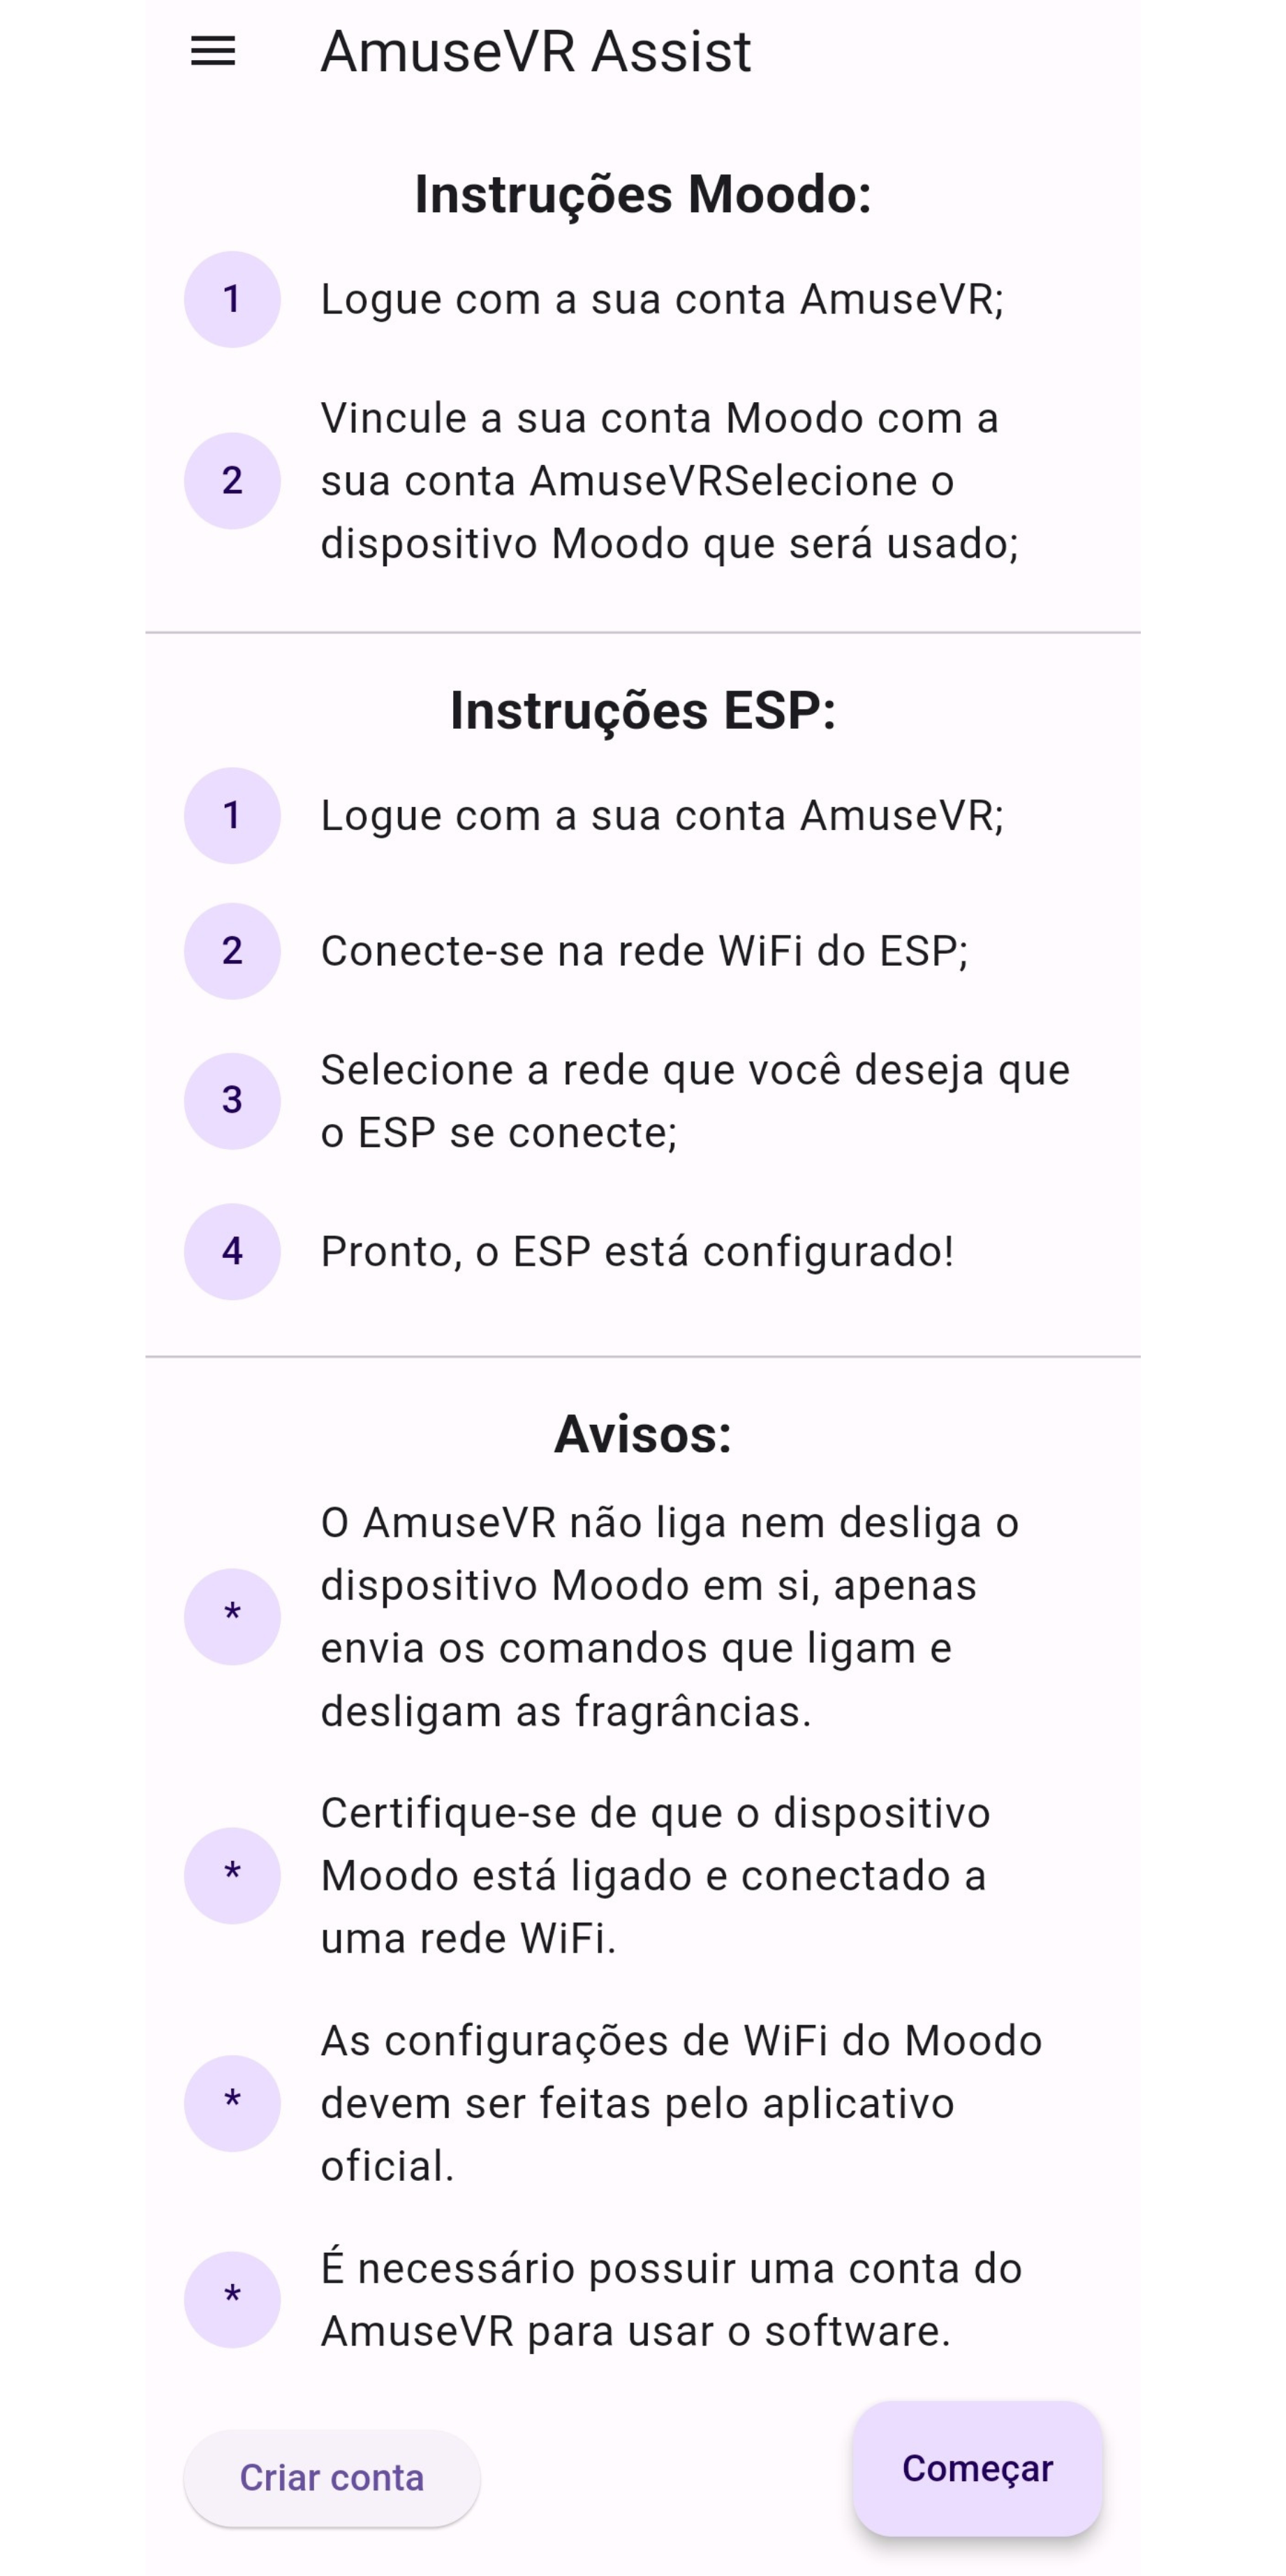 AmuseVR Assist
Instruções Moodo:
1
Logue com a sua conta AmuseVR;
2
Vincule a sua conta Moodo com a
sua conta AmuseVRSelecione o
dispositivo Moodo que será usado;
Instruções ESP:
1
Logue com a sua conta AmuseVR;
2
Conecte-se na rede WiFi do ESP;
3
Selecione a rede que você deseja que
o ESP se conecte;
4
Pronto, o ESP está configurado!
Avisos:
*
O AmuseVR não liga nem desliga o
dispositivo Moodo em si, apenas
envia os comandos que ligam e
desligam as fragrâncias.
*
Certifique-se de que o dispositivo
Moodo está ligado e conectado a
uma rede WiFi.
*
As configurações de WiFi do Moodo
devem ser feitas pelo aplicativo
oficial.
*
É necessário possuir uma conta do
AmuseVR para usar o software.
Criar conta
Começar